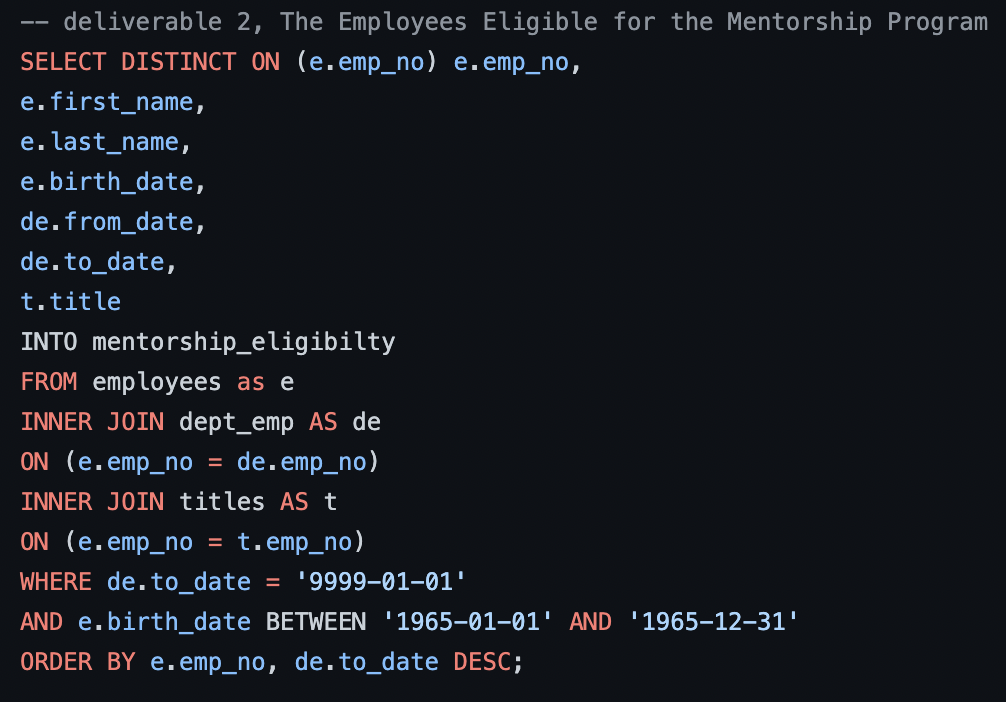 -- deliverable 2, The Employees Eligible for the Mentorship Program
SELECT DISTINCT ON (e.emp_no) e.emp_no,
e.first_name,
e.last_name,
e.birth_date,
de.from_date,
de.to_date,
t.title
INTO mentorship_eligibilty
FROM employees as e
INNER JOIN dept_emp AS de
ON (e.emp_no = de.emp_no)
INNER JOIN titles AS t
ON (e.emp_no = t.emp_no)
WHERE de.to_date = '9999-01-01'
AND e.birth_date BETWEEN '1965-01-01' AND '1965-12-31'
ORDER BY e.emp_no, de.to_date DESC;